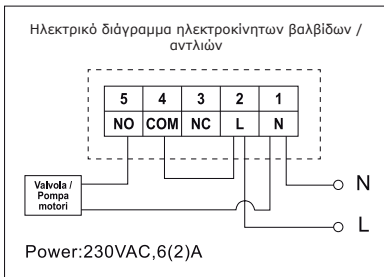 Ηλεκτρικό διάγραμμα ηλεκτροκίνητων βαλβίδων /
αντλιών
5 4 3 2 1
NO COM NC L N
Valvola /
Pompa
motori
N
L
Power:230VAC,6(2)A